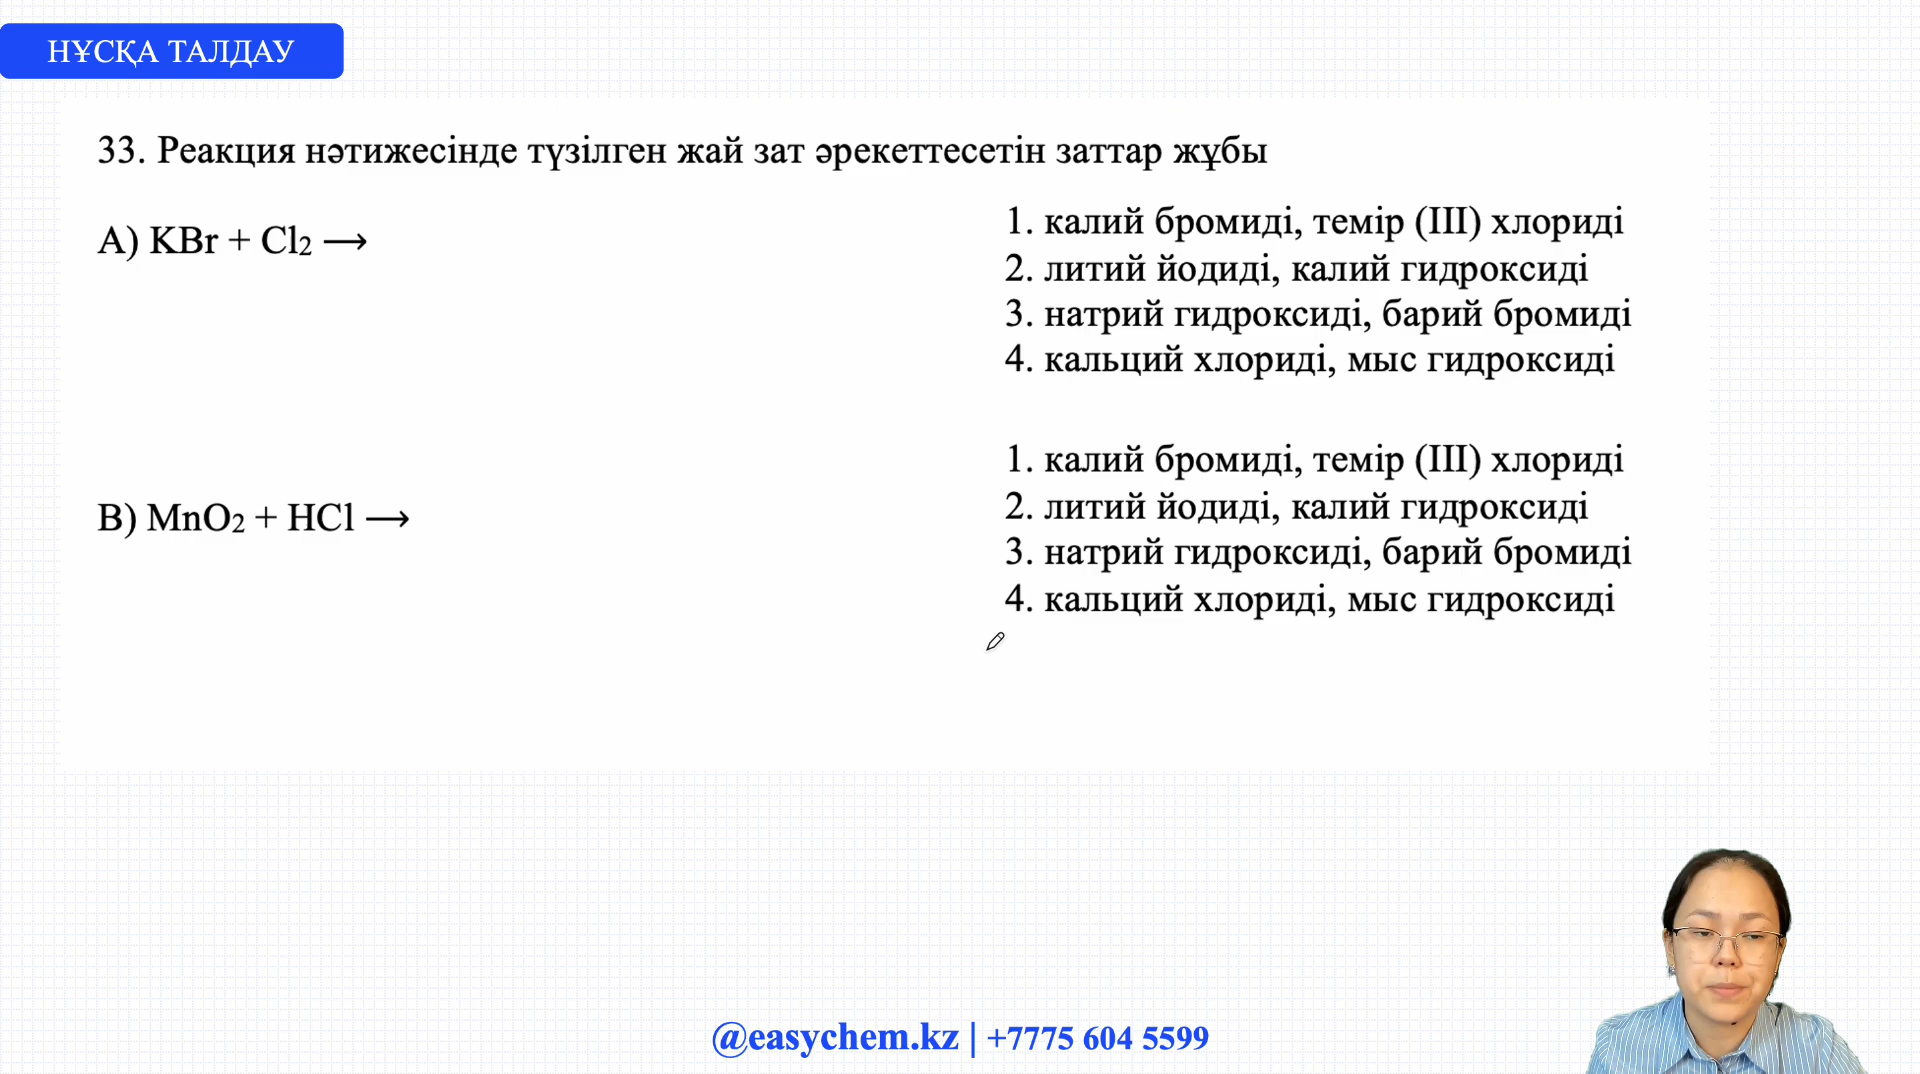 НҰСҚА ТАЛДАУ
33. Реакция нәтижесінде түзілген жай зат әрекеттесетін заттар жұбы
A) KBr + Cl2 ⟶
1. калий бромиді, темір (III) хлориді
2. литий йодиді, калий гидроксиді
3. натрий гидроксиді, барий бромиді
4. кальций хлориді, мыс гидроксиді
B) MnO2 + HCl ⟶
1. калий бромиді, темір (III) хлориді
2. литий йодиді, калий гидроксиді
3. натрий гидроксиді, барий бромиді
4. кальций хлориді, мыс гидроксиді
@easychem.kz | +7775 604 5599